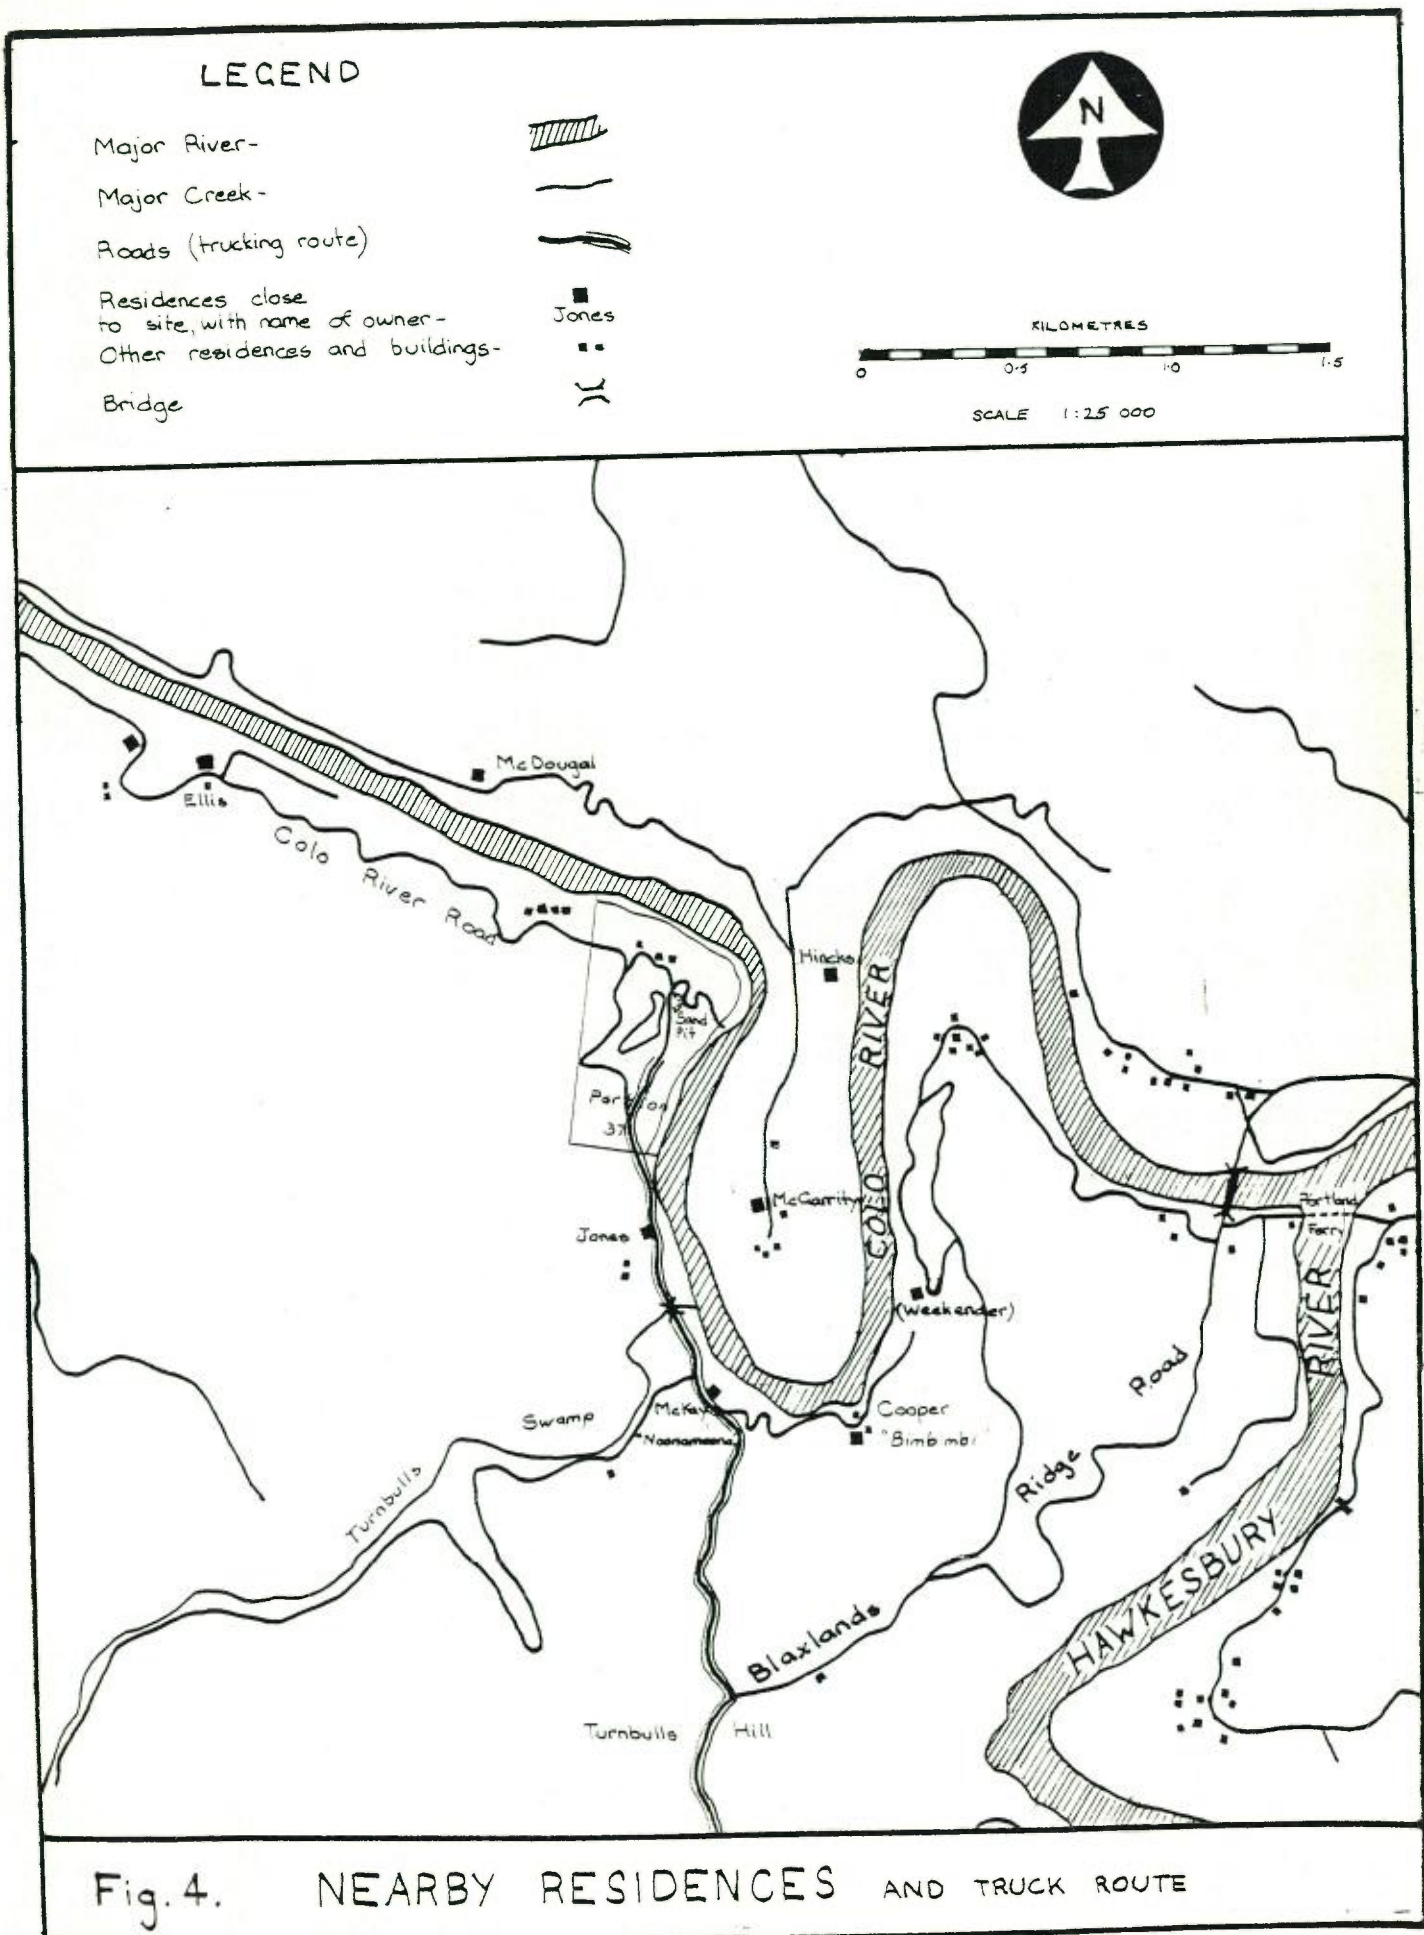 LEGEND
N
Major River-
Major Creek-
Roads (trucking route)
Residences close
to site, with name of owner-
Jones
Other residences and buildings-
Bridge
KILOMETRES
0 0.5 1.0 1.5
SCALE 1:25 000
McDougal
Ellis
Colo River Road
Hincks
Sand
Pit
COLO RIVER
Portion
37
McGarrity
Portland
Ferry
Jones
(Weekender)
RIVER
Road
McKay
"Noonameena"
Cooper
"Bimbimbi"
Swamp
Turnbulls
Ridge
HAWKESBURY
Blaxlands
Turnbulls Hill
Fig. 4. NEARBY RESIDENCES AND TRUCK ROUTE